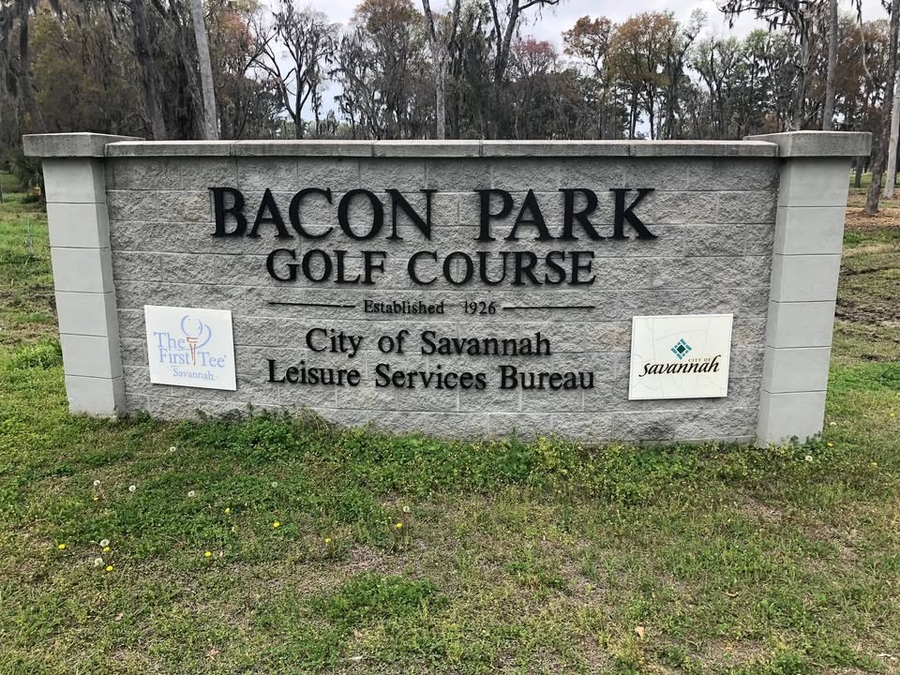 BACON PARK
GOLF COURSE
Established 1926
City of Savannah
Leisure Services Bureau
The
First Tee
Savannah
CITY OF
Savannah